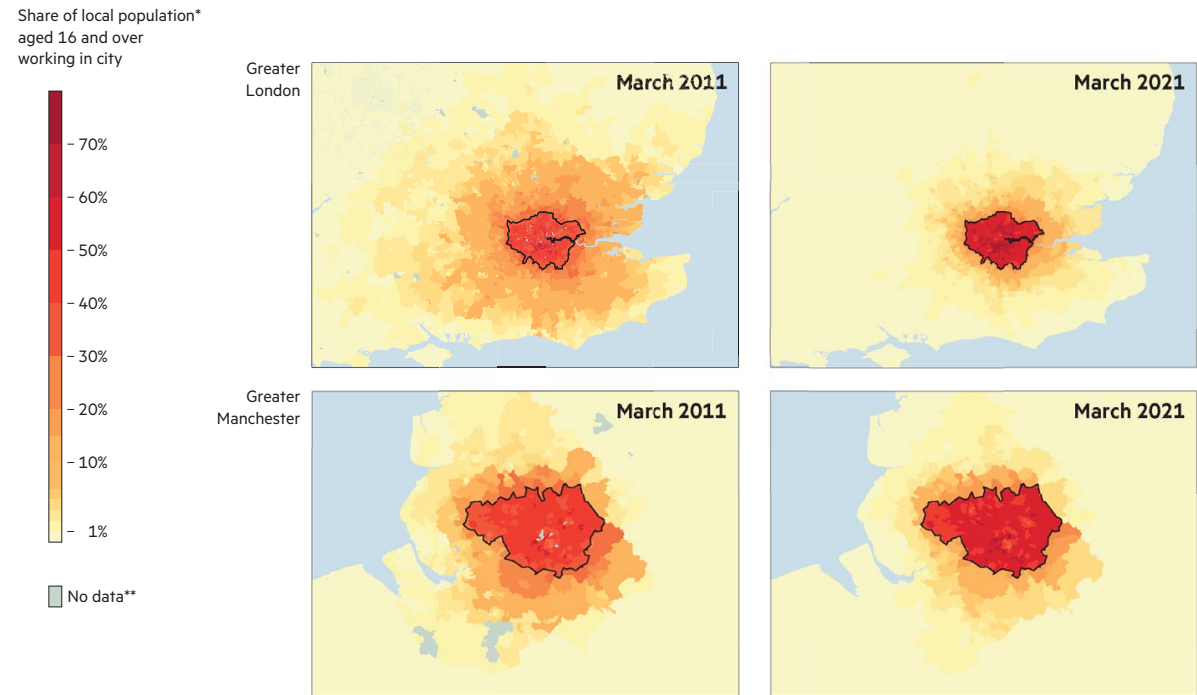 Share of local population*
aged 16 and over
working in city
70%
60%
50%
40%
30%
20%
10%
1%
No data**
Greater
London
March 2011
March 2021
Greater
Manchester
March 2011
March 2021